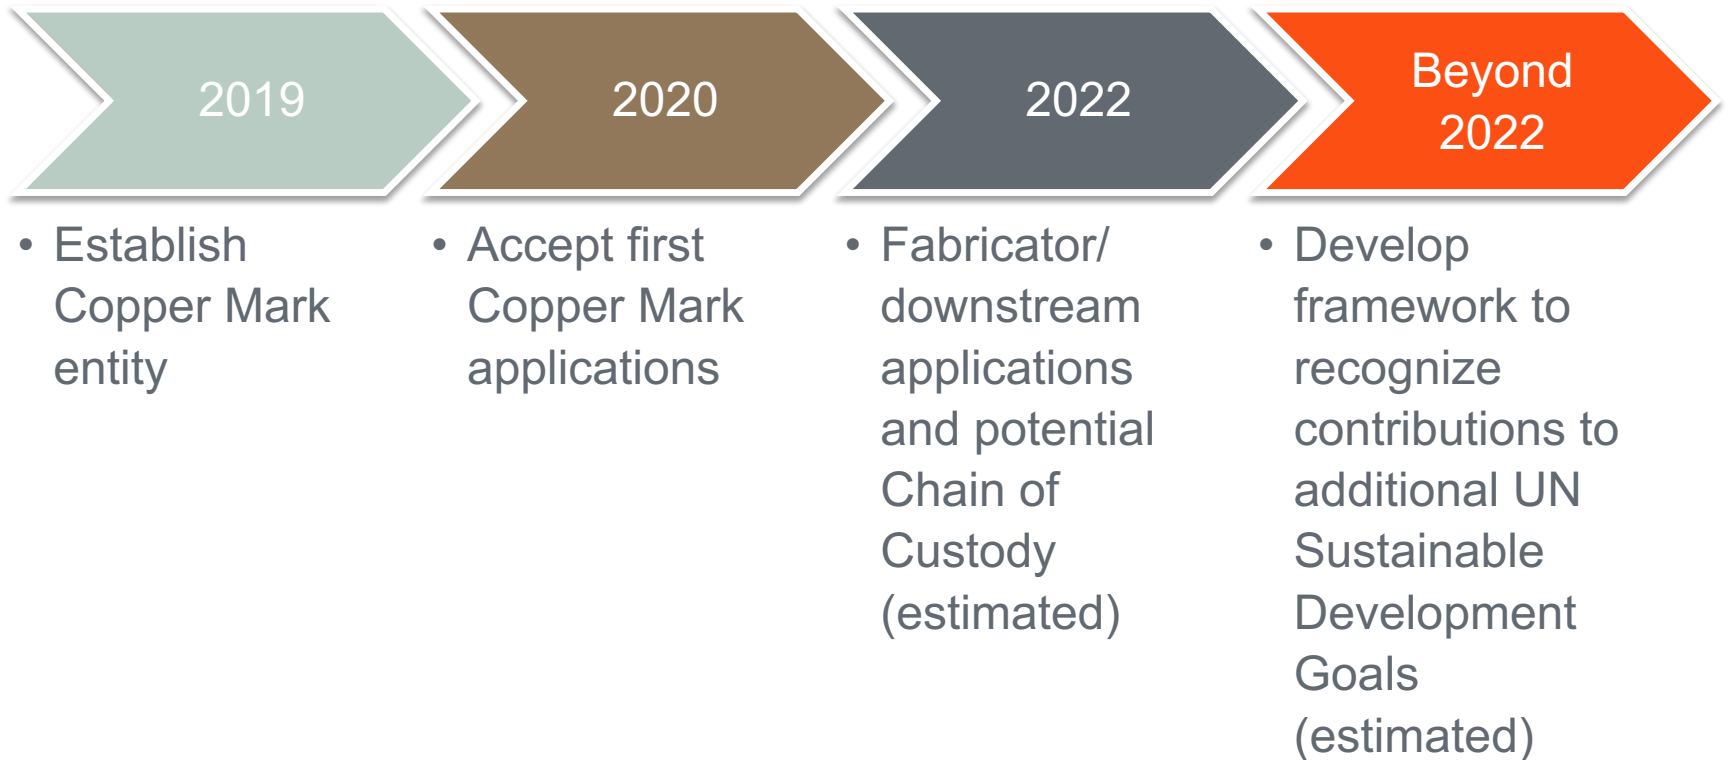 2019
• Establish
Copper Mark
entity
2020
• Accept first
Copper Mark
applications
2022
• Fabricator/
downstream
applications
and potential
Chain of
Custody
(estimated)
Beyond
2022
• Develop
framework to
recognize
contributions to
additional UN
Sustainable
Development
Goals
(estimated)